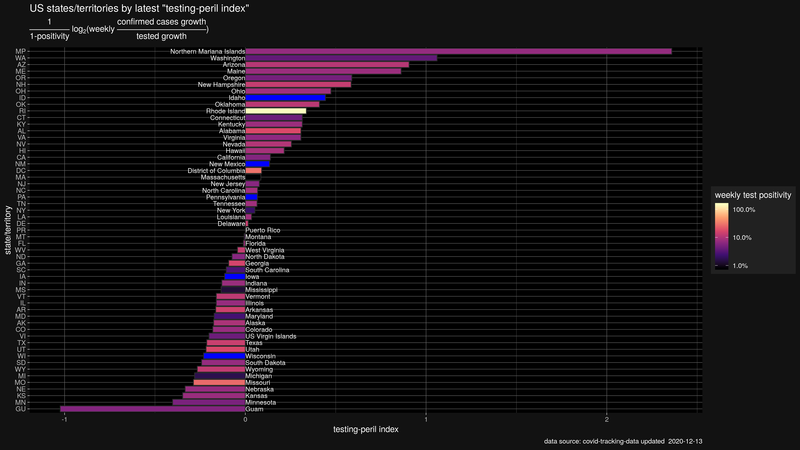 US states/territories by latest "testing-peril index"
1 confirmed cases growth
log2(weekly )
1-positivity tested growth
MP Northern Mariana Islands
WA Washington
AZ Arizona
ME Maine
OR Oregon
NH New Hampshire
OH Ohio
ID Idaho
OK Oklahoma
RI Rhode Island
CT Connecticut
KY Kentucky
AL Alabama
VA Virginia
NV Nevada
HI Hawaii
CA California
NM New Mexico
DC District of Columbia
MA Massachusetts
NJ New Jersey
NC North Carolina
PA Pennsylvania
TN Tennessee
NY New York
LA Louisiana
DE Delaware
PR Puerto Rico
MT Montana
FL Florida
WV West Virginia
ND North Dakota
GA Georgia
SC South Carolina
IA Iowa
IN Indiana
MS Mississippi
VT Vermont
IL Illinois
AR Arkansas
MD Maryland
AK Alaska
CO Colorado
VI US Virgin Islands
TX Texas
UT Utah
WI Wisconsin
SD South Dakota
WY Wyoming
MI Michigan
MO Missouri
NE Nebraska
KS Kansas
MN Minnesota
GU Guam
state/territory
-1 0 1 2
testing-peril index
weekly test positivity
100.0%
10.0%
1.0%
data source: covid-tracking-data updated 2020-12-13